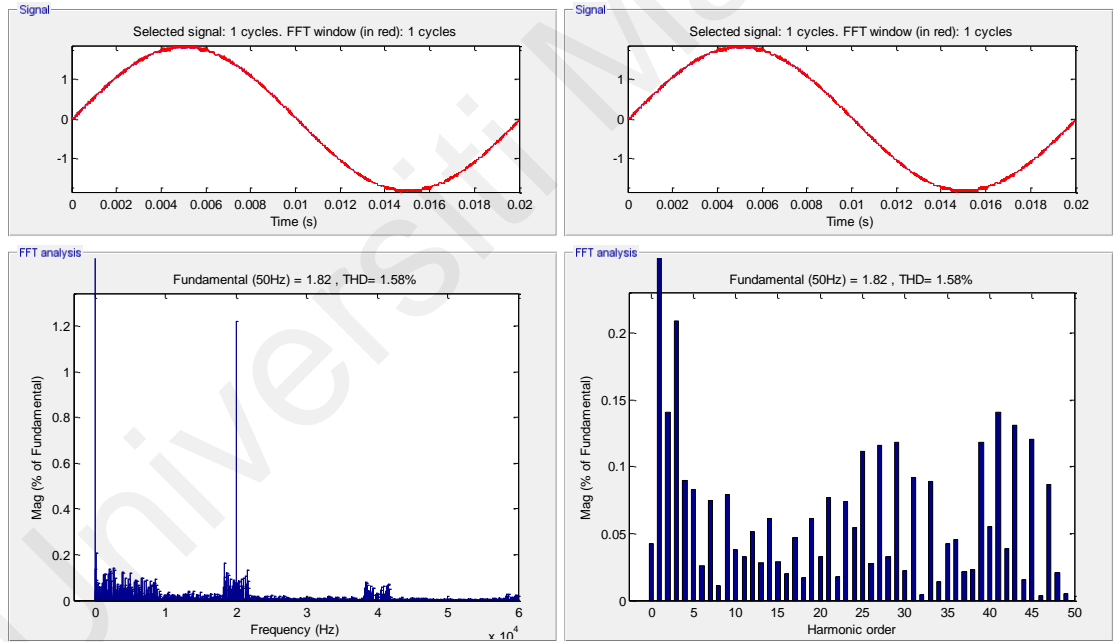 Signal
Selected signal: 1 cycles. FFT window (in red): 1 cycles
1
0
-1
0 0.002 0.004 0.006 0.008 0.01 0.012 0.014 0.016 0.018 0.02
Time (s)
Signal
Selected signal: 1 cycles. FFT window (in red): 1 cycles
1
0
-1
0 0.002 0.004 0.006 0.008 0.01 0.012 0.014 0.016 0.018 0.02
Time (s)
FFT analysis
Fundamental (50Hz) = 1.82 , THD= 1.58%
Mag (% of Fundamental)
1.2
1
0.8
0.6
0.4
0.2
0
0 1 2 3 4 5 6
Frequency (Hz)
x 10^4
FFT analysis
Fundamental (50Hz) = 1.82 , THD= 1.58%
Mag (% of Fundamental)
0.2
0.15
0.1
0.05
0
0 5 10 15 20 25 30 35 40 45 50
Harmonic order
Universiti Ma